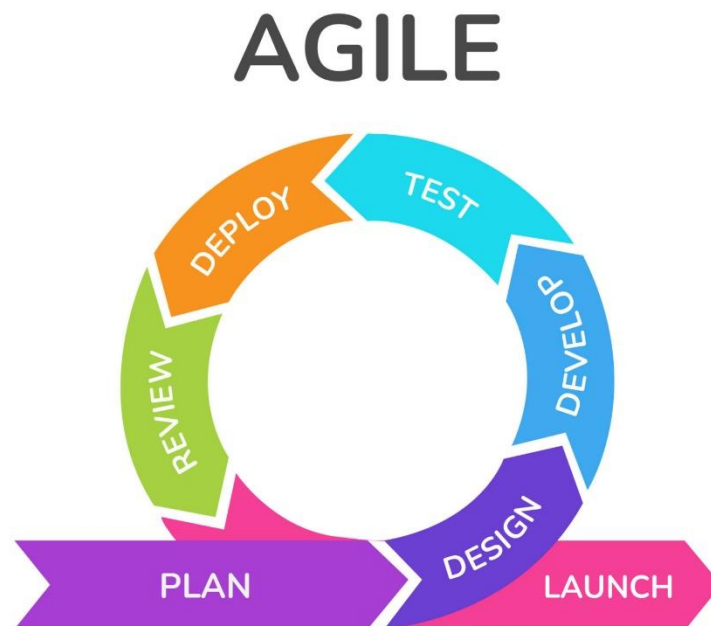 AGILE
PLAN
DESIGN
DEVELOP
TEST
DEPLOY
REVIEW
LAUNCH